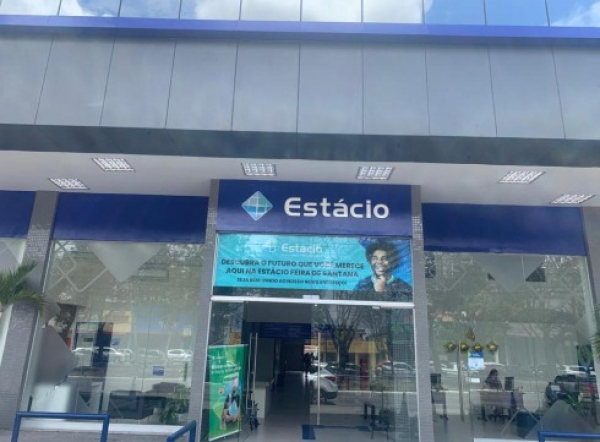 Estácio
Estácio
DESCUBRA O FUTURO QUE VOCÊ MERECE
AQUI NA ESTÁCIO FEIRA DE SANTANA